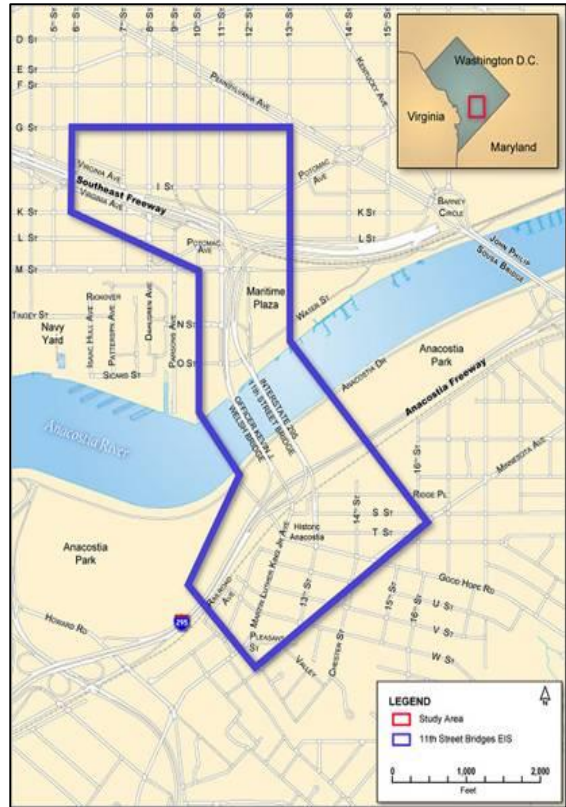 5TH ST
6TH ST
7TH ST
8TH ST
9TH ST
10TH ST
11TH ST
12TH ST
13TH ST
14TH ST
15TH ST
KENTUCKY AVE
D ST
E ST
F ST
PENNSYLVANIA AVE
G ST
VIRGINIA AVE
Southeast Freeway
VIRGINIA AVE
I ST
POTOMAC AVE
BARNEY CIRCLE
K ST
K ST
L ST
L ST
POTOMAC AVE
M ST
JOHN PHILIP SOUSA BRIDGE
Maritime Plaza
WATER ST
TINGEY ST
Navy Yard
ISAAC HULL AVE
RICKOVER
PATTERSON AVE
DAHLGREN AVE
PARSONS AVE
N ST
O ST
SICARD ST
Anacostia Park
ANACOSTIA DR
Anacostia Freeway
INTERSTATE 295
11TH STREET BRIDGE
OFFICER KEVIN J. WELSH BRIDGE
Anacostia River
MINNESOTA AVE
16TH ST
RIDGE PL
14TH ST
S ST
T ST
Historic Anacostia
MARTIN LUTHER KING JR AVE
13TH ST
Anacostia Park
RAILROAD AVE
GOOD HOPE RD
U ST
V ST
W ST
15TH ST
16TH ST
HOWARD RD
295
PLEASANT ST
VALLEY
CHESTER ST
Washington D.C.
Virginia
Maryland
LEGEND
N
Study Area
11th Street Bridges EIS
0 1,000 2,000
Feet